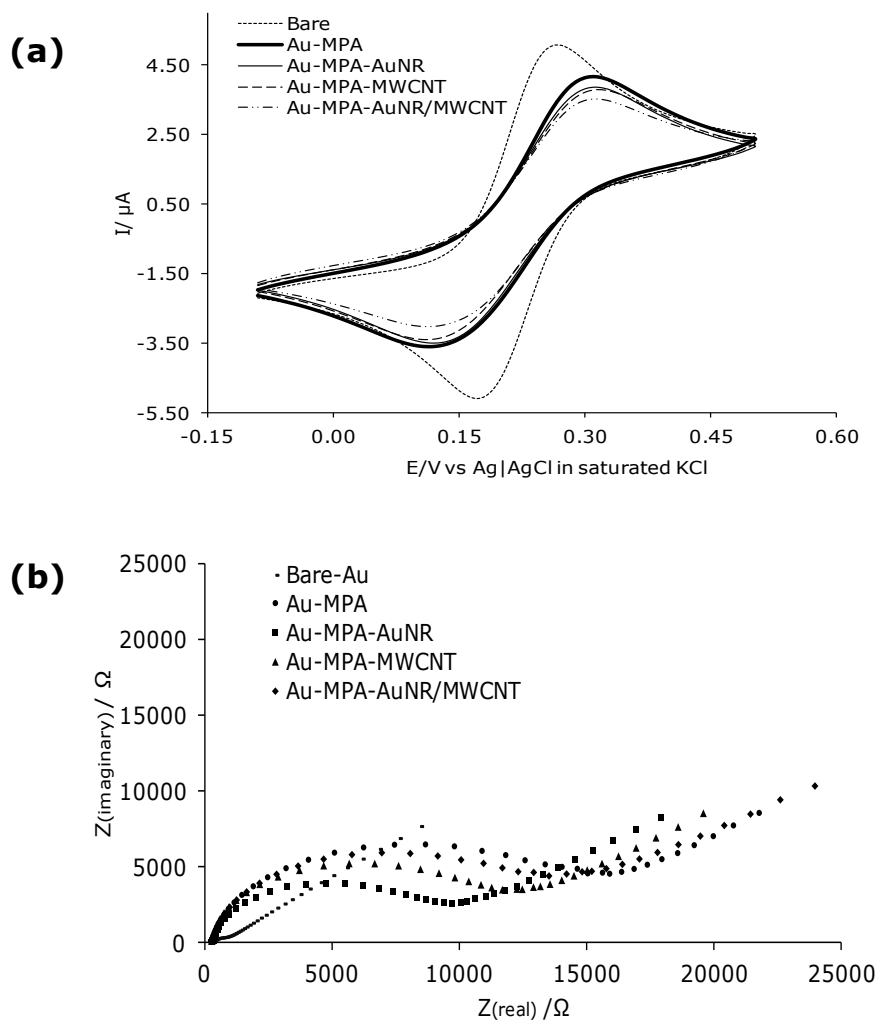 (a)
Bare
Au-MPA
Au-MPA-AuNR
Au-MPA-MWCNT
Au-MPA-AuNR/MWCNT
4.50
2.50
0.50
-1.50
-3.50
-5.50
I/ µA
-0.15 0.00 0.15 0.30 0.45 0.60
E/V vs Ag|AgCl in saturated KCl
(b)
Bare-Au
Au-MPA
Au-MPA-AuNR
Au-MPA-MWCNT
Au-MPA-AuNR/MWCNT
25000
20000
15000
10000
5000
0
Z(imaginary) / Ω
0 5000 10000 15000 20000 25000
Z(real) /Ω